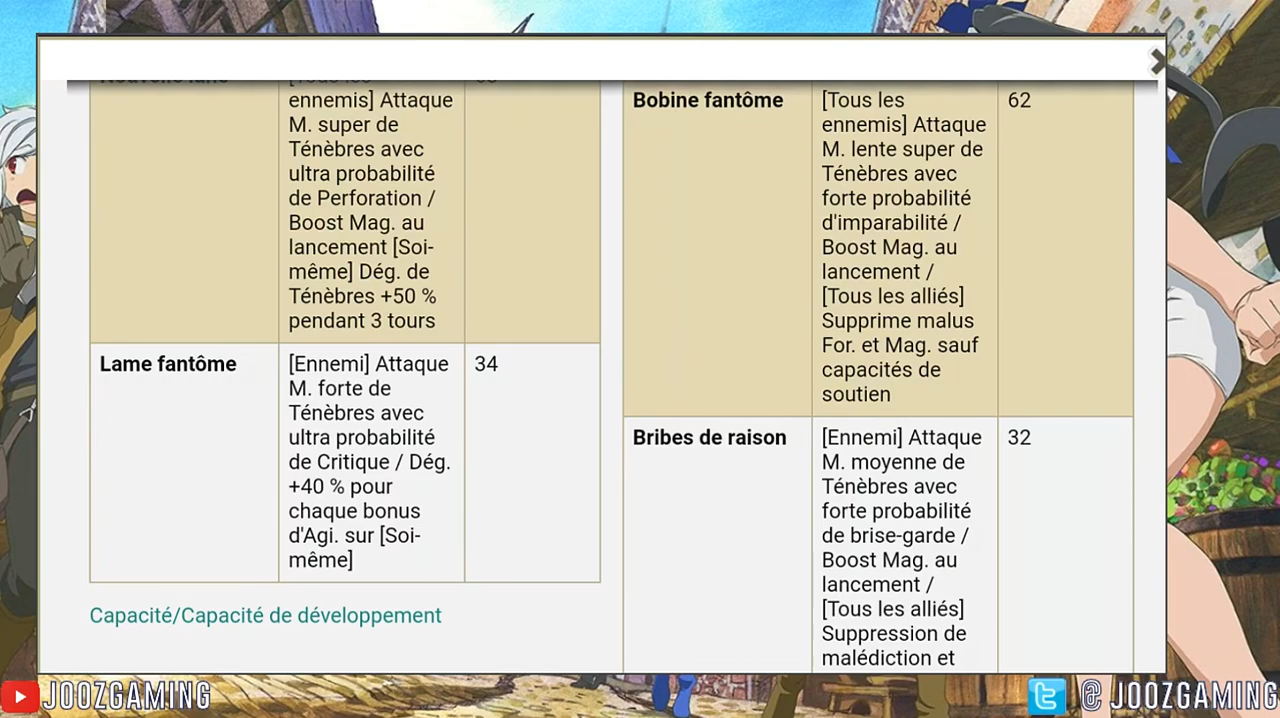 ennemis] Attaque
M. super de
Ténèbres avec
ultra probabilité
de Perforation /
Boost Mag. au
lancement [Soi-
même] Dég. de
Ténèbres +50 %
pendant 3 tours
Lame fantôme
[Ennemi] Attaque
M. forte de
Ténèbres avec
ultra probabilité
de Critique / Dég.
+40 % pour
chaque bonus
d'Agi. sur [Soi-
même]
34
Capacité/Capacité de développement
Bobine fantôme
[Tous les
ennemis] Attaque
M. lente super de
Ténèbres avec
forte probabilité
d'imparabilité /
Boost Mag. au
lancement /
[Tous les alliés]
Supprime malus
For. et Mag. sauf
capacités de
soutien
62
Bribes de raison
[Ennemi] Attaque
M. moyenne de
Ténèbres avec
forte probabilité
de brise-garde /
Boost Mag. au
lancement /
[Tous les alliés]
Suppression de
malédiction et
32
JOOZGAMING
@JOOZGAMING